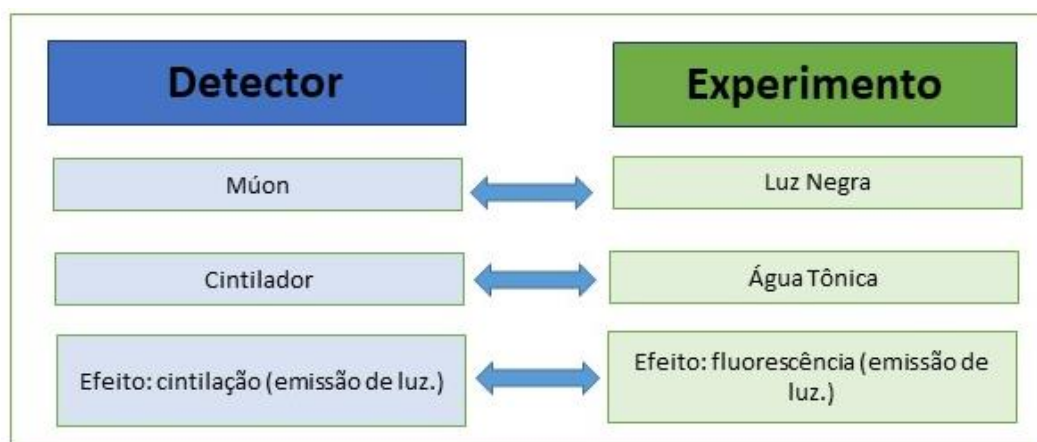 Detector
Experimento
Múon
Luz Negra
Cintilador
Água Tônica
Efeito: cintilação (emissão de luz.)
Efeito: fluorescência (emissão de
luz.)